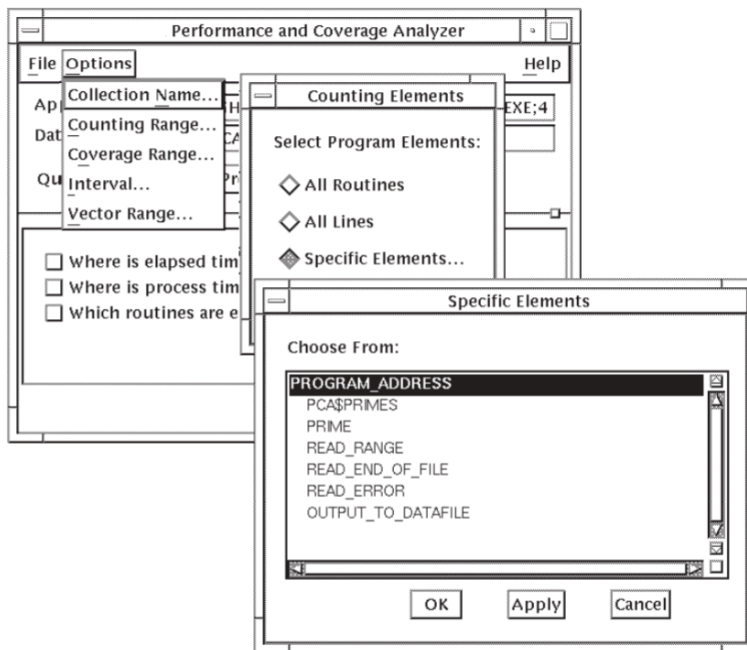 Performance and Coverage Analyzer
File Options Help
Collection Name...
Counting Range...
Coverage Range...
Interval...
Vector Range...
EXE;4
Where is elapsed tim
Where is process tim
Which routines are e
Counting Elements
Select Program Elements:
All Routines
All Lines
Specific Elements...
Specific Elements
Choose From:
PROGRAM_ADDRESS
PCA$PRIMES
PRIME
READ_RANGE
READ_END_OF_FILE
READ_ERROR
OUTPUT_TO_DATAFILE
OK Apply Cancel